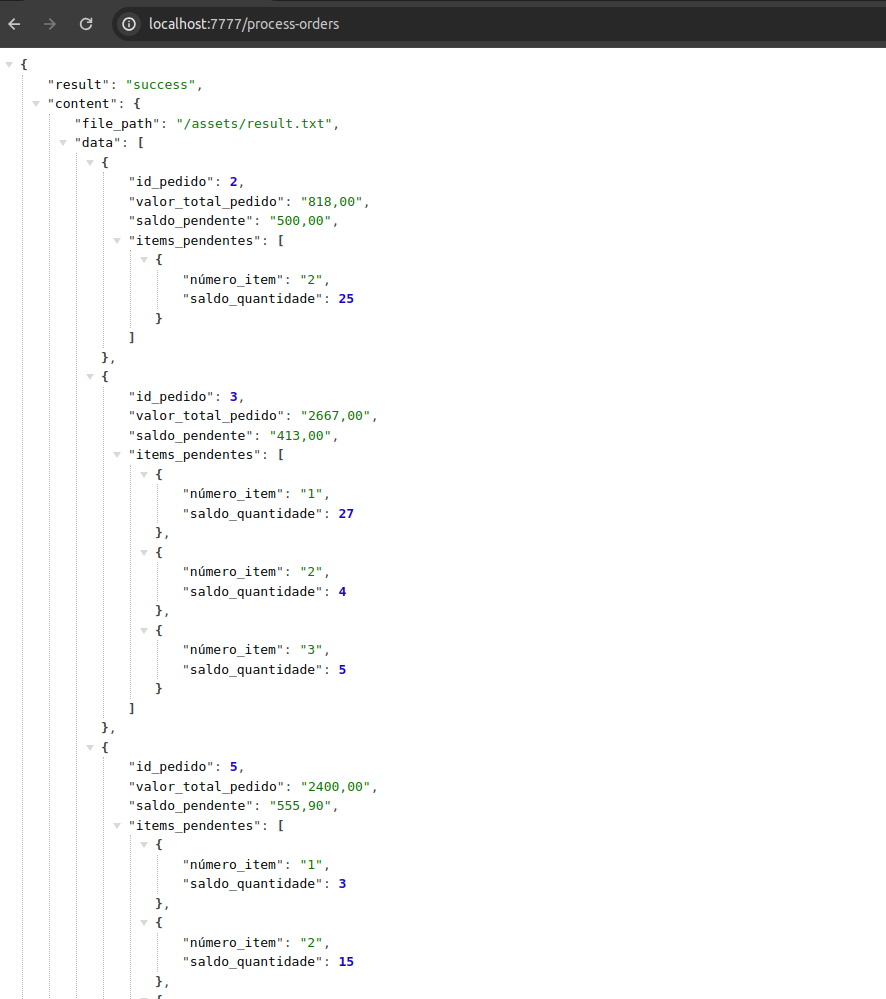 localhost:7777/process-orders
{
"result": "success",
"content": {
"file_path": "/assets/result.txt",
"data": [
{
"id_pedido": 2,
"valor_total_pedido": "818,00",
"saldo_pendente": "500,00",
"items_pendentes": [
{
"número_item": "2",
"saldo_quantidade": 25
}
]
},
{
"id_pedido": 3,
"valor_total_pedido": "2667,00",
"saldo_pendente": "413,00",
"items_pendentes": [
{
"número_item": "1",
"saldo_quantidade": 27
},
{
"número_item": "2",
"saldo_quantidade": 4
},
{
"número_item": "3",
"saldo_quantidade": 5
}
]
},
{
"id_pedido": 5,
"valor_total_pedido": "2400,00",
"saldo_pendente": "555,90",
"items_pendentes": [
{
"número_item": "1",
"saldo_quantidade": 3
},
{
"número_item": "2",
"saldo_quantidade": 15
},
{